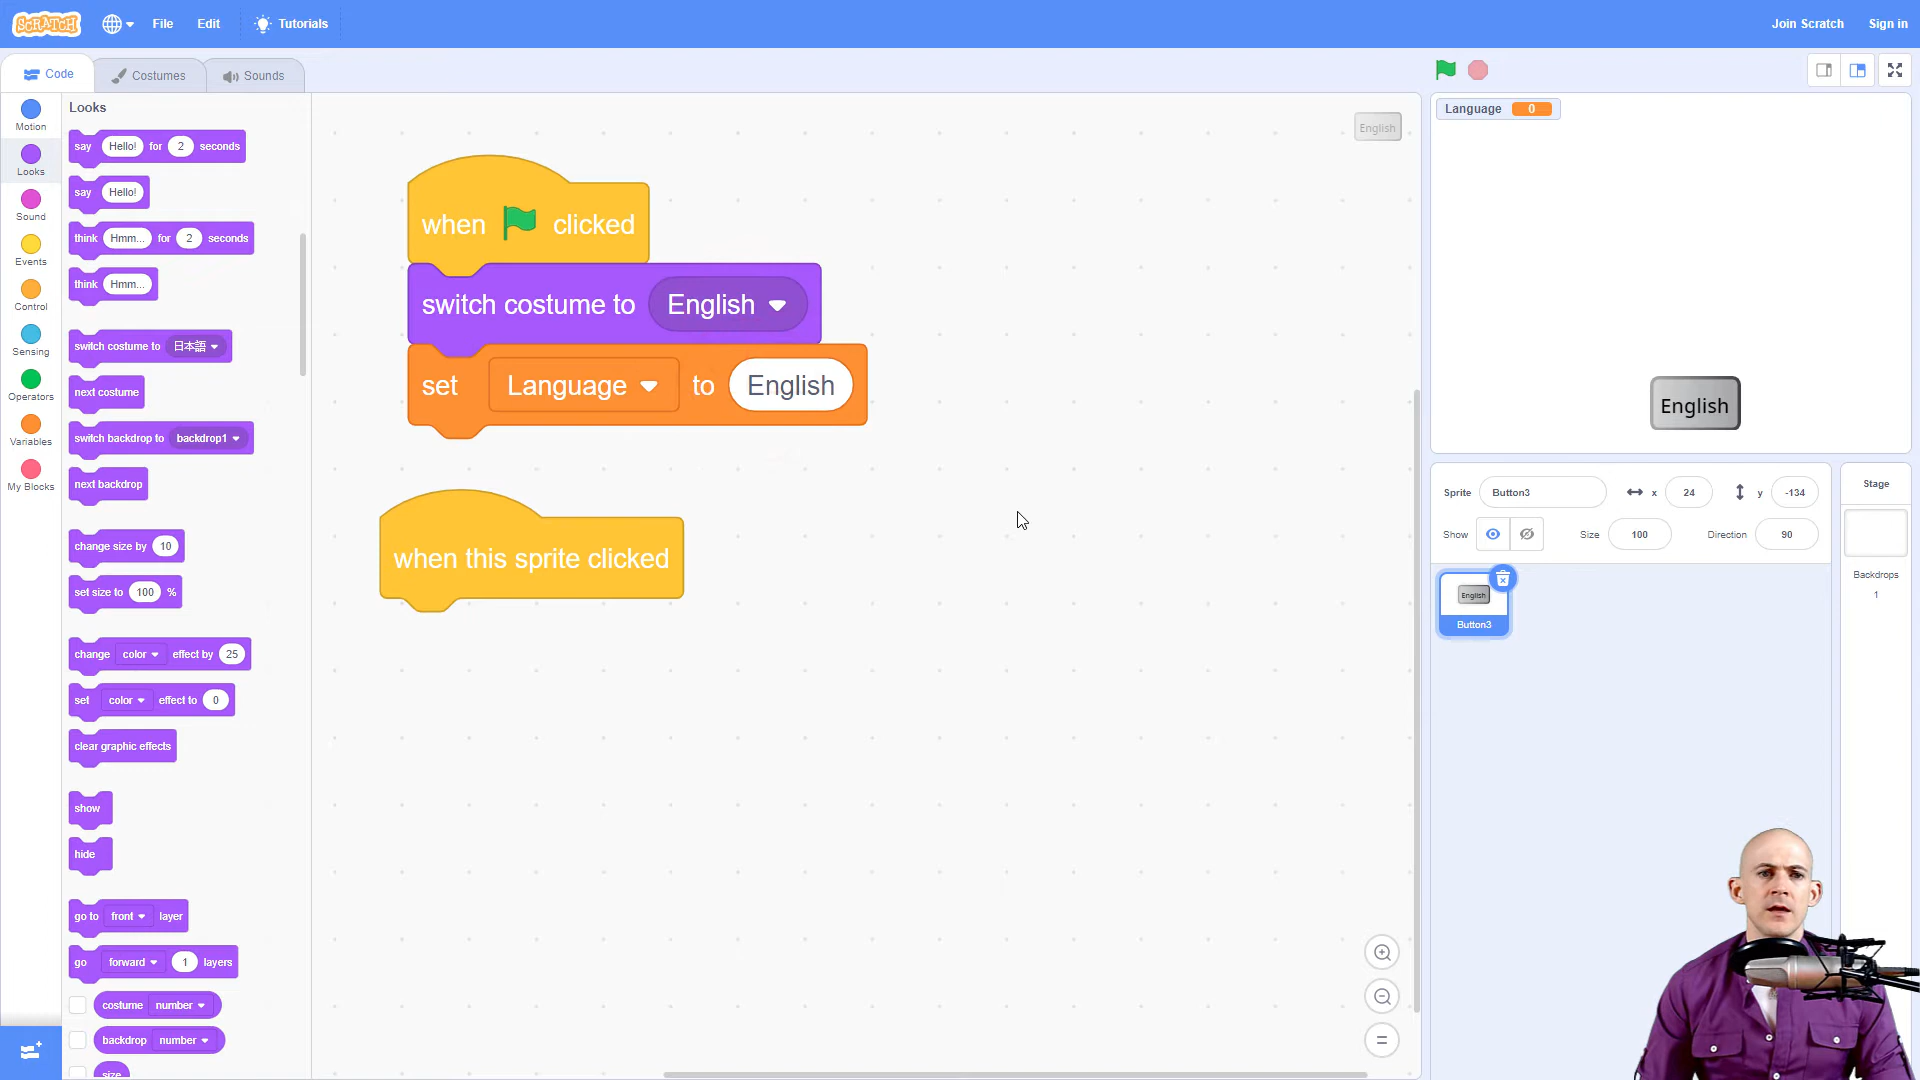 SCRATCH
File
Edit
Tutorials
Join Scratch
Sign in
Code
Costumes
Sounds
Motion
Looks
Sound
Events
Control
Sensing
Operators
Variables
My Blocks
Looks
say Hello! for 2 seconds
say Hello!
think Hmm... for 2 seconds
think Hmm...
switch costume to 日本語
next costume
switch backdrop to backdrop1
next backdrop
change size by 10
set size to 100 %
change color effect by 25
set color effect to 0
clear graphic effects
show
hide
go to front layer
go forward 1 layers
costume number
backdrop number
size
when clicked
switch costume to English
set Language to English
when this sprite clicked
English
Language 0
English
Sprite Button3 x 24 y -134
Show Size 100 Direction 90
English
Button3
Stage
Backdrops
1